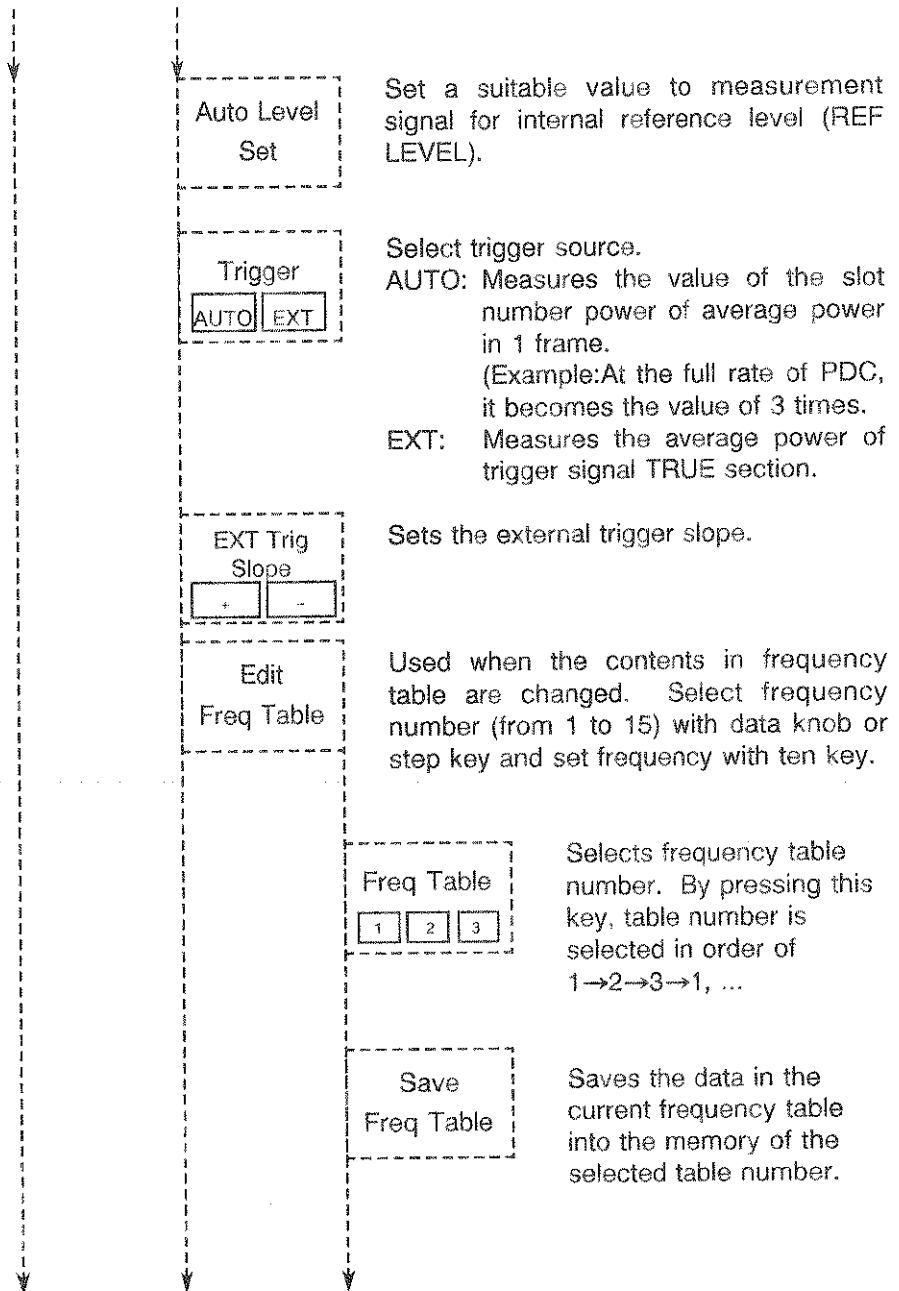 Auto Level
Set
Set a suitable value to measurement
signal for internal reference level (REF
LEVEL).
Trigger
AUTO EXT
Select trigger source.
AUTO: Measures the value of the slot
number power of average power
in 1 frame.
(Example:At the full rate of PDC,
it becomes the value of 3 times.
EXT: Measures the average power of
trigger signal TRUE section.
EXT Trig
Slope
+ -
Sets the external trigger slope.
Edit
Freq Table
Used when the contents in frequency
table are changed. Select frequency
number (from 1 to 15) with data knob or
step key and set frequency with ten key.
Freq Table
1 2 3
Selects frequency table
number. By pressing this
key, table number is
selected in order of
1→2→3→1, ...
Save
Freq Table
Saves the data in the
current frequency table
into the memory of the
selected table number.